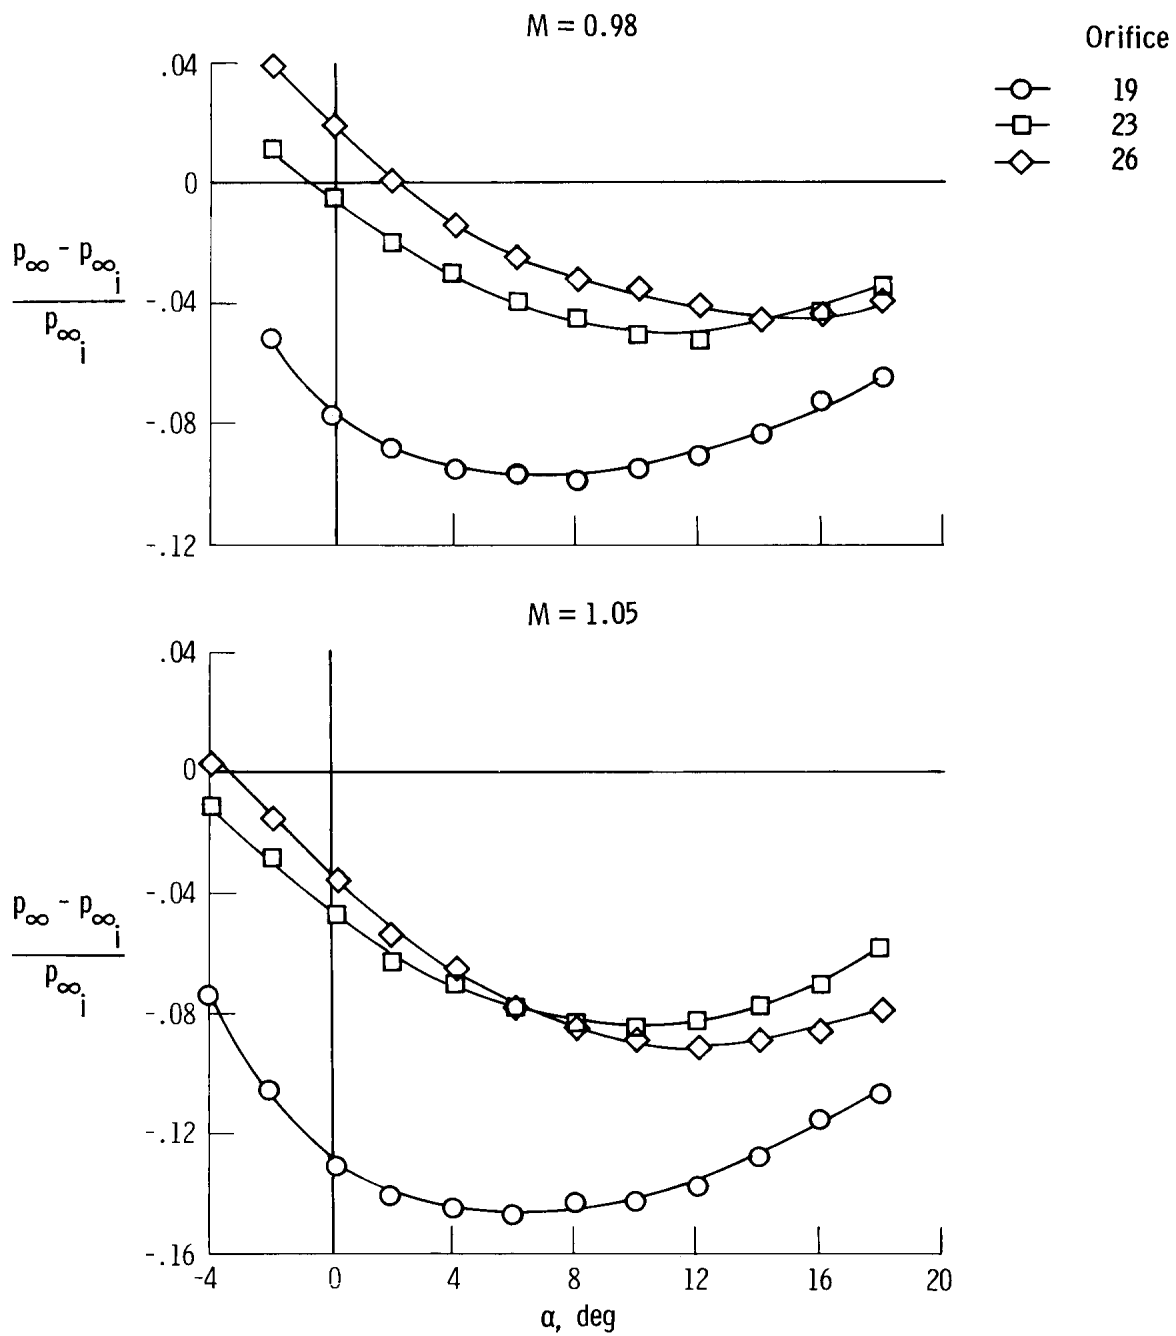 M = 0.98
Orifice
19
23
26
.04
0
-.04
-.08
-.12
p∞ - p∞i
p∞i
M = 1.05
.04
0
-.04
-.08
-.12
-.16
p∞ - p∞i
p∞i
-4 0 4 8 12 16 20
α, deg